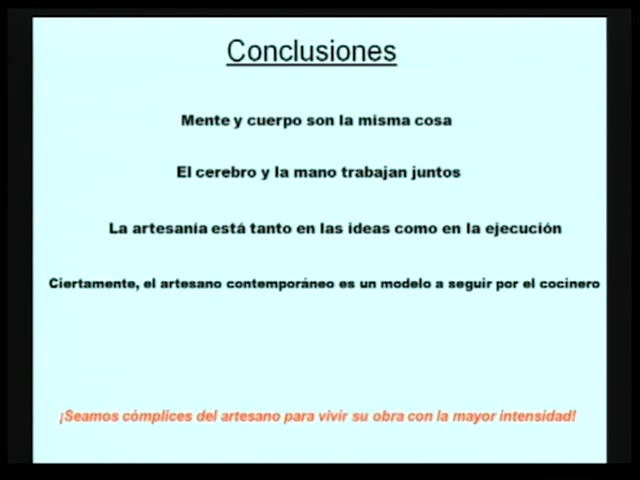 Conclusiones
Mente y cuerpo son la misma cosa
El cerebro y la mano trabajan juntos
La artesanía está tanto en las ideas como en la ejecución
Ciertamente, el artesano contemporáneo es un modelo a seguir por el cocinero
¡Seamos cómplices del artesano para vivir su obra con la mayor intensidad!